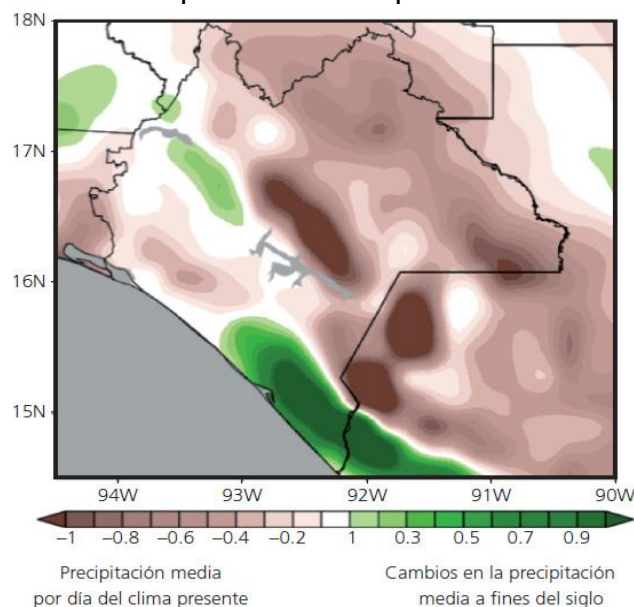 18N
17N
16N
15N
94W 93W 92W 91W 90W
−1 −0.8 −0.6 −0.4 −0.2 1 0.3 0.5 0.7 0.9
Precipitación media Cambios en la precipitación
por día del clima presente media a fines del siglo